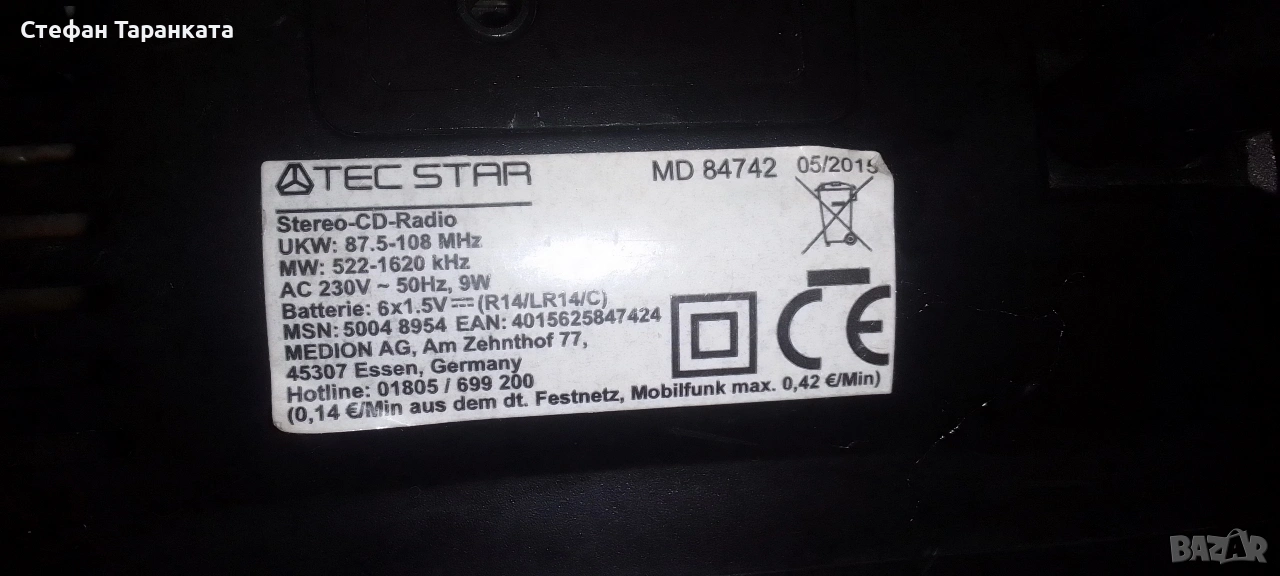 Стефан Таранката
TEC STAR
MD 84742 05/2015
Stereo-CD-Radio
UKW: 87.5-108 MHz
MW: 522-1620 kHz
AC 230V ~ 50Hz, 9W
Batterie: 6x1.5V⎓(R14/LR14/C)
MSN: 5004 8954 EAN: 4015625847424
MEDION AG, Am Zehnthof 77,
45307 Essen, Germany
Hotline: 01805 / 699 200
(0,14 €/Min aus dem dt. Festnetz, Mobilfunk max. 0,42 €/Min)
CE
BAZAR